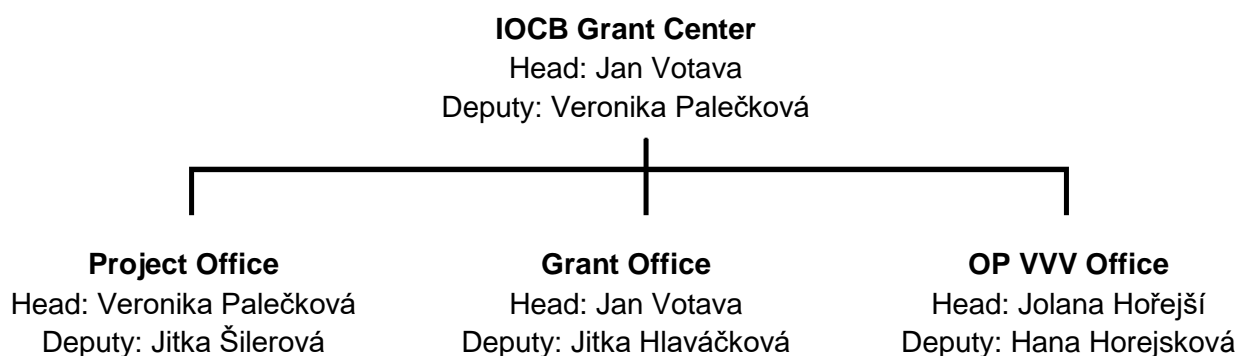 IOCB Grant Center
Head: Jan Votava
Deputy: Veronika Palečková
Project Office
Head: Veronika Palečková
Deputy: Jitka Šilerová
Grant Office
Head: Jan Votava
Deputy: Jitka Hlaváčková
OP VVV Office
Head: Jolana Hořejší
Deputy: Hana Horejsková